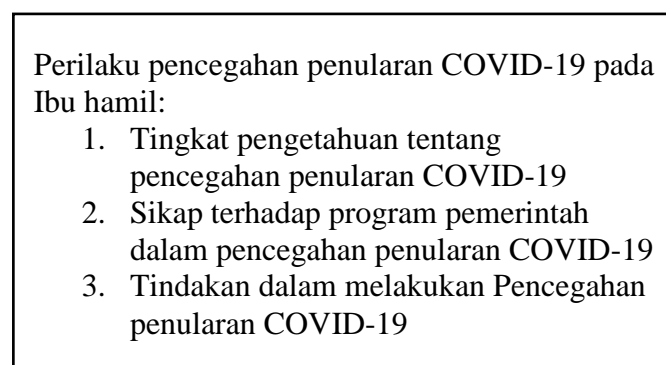 Perilaku pencegahan penularan COVID-19 pada
Ibu hamil:
1. Tingkat pengetahuan tentang
pencegahan penularan COVID-19
2. Sikap terhadap program pemerintah
dalam pencegahan penularan COVID-19
3. Tindakan dalam melakukan Pencegahan
penularan COVID-19